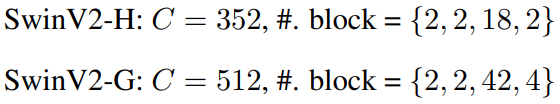 SwinV2-H: C = 352, #. block = {2, 2, 18, 2}
SwinV2-G: C = 512, #. block = {2, 2, 42, 4}